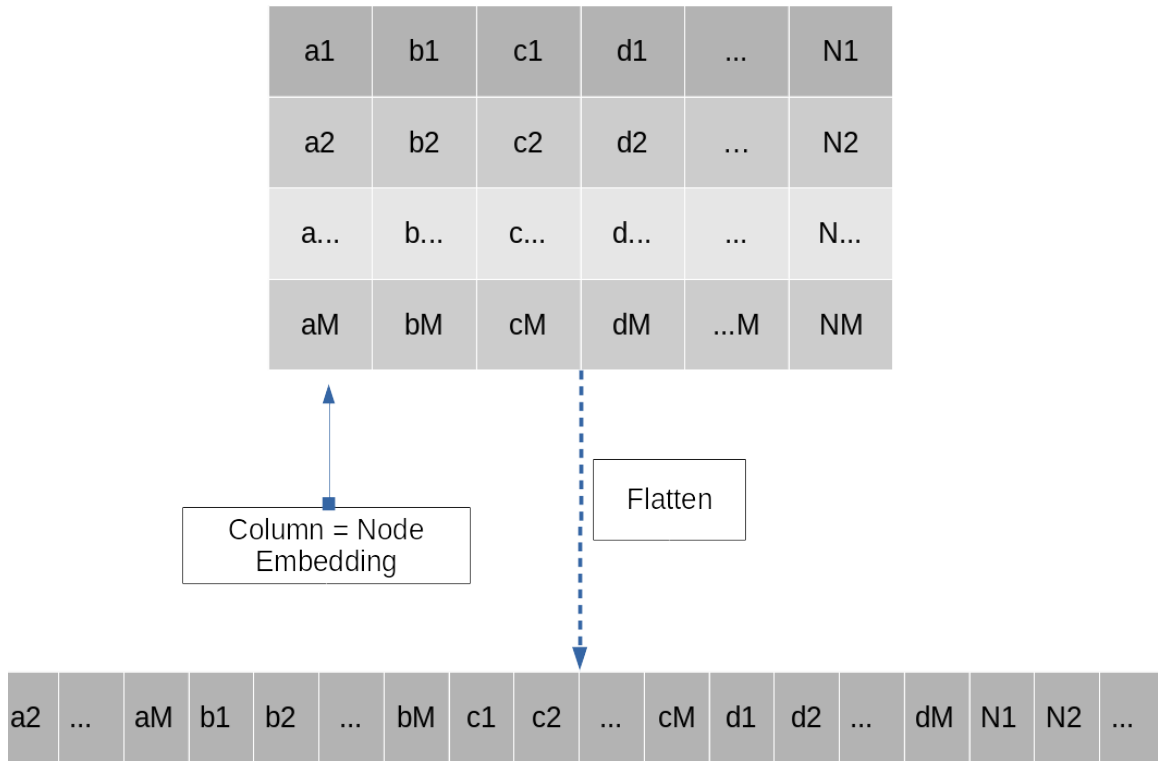 a1 b1 c1 d1 ... N1
a2 b2 c2 d2 ... N2
a... b... c... d... ... N...
aM bM cM dM ...M NM
Flatten
Column = Node
Embedding
a2 ... aM b1 b2 ... bM c1 c2 ... cM d1 d2 ... dM N1 N2 ...